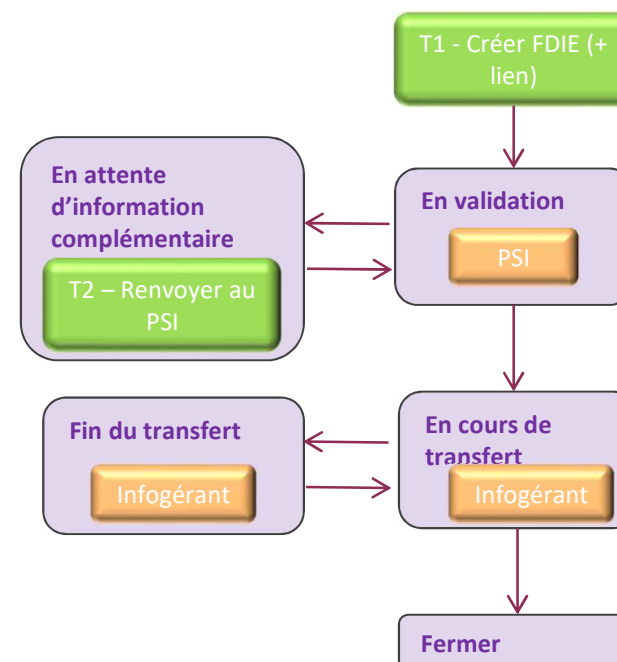 T1 - Créer FDIE (+
lien)
En attente
d’information
complémentaire
T2 – Renvoyer au
PSI
En validation
PSI
Fin du transfert
Infogérant
En cours de
transfert
Infogérant
Fermer